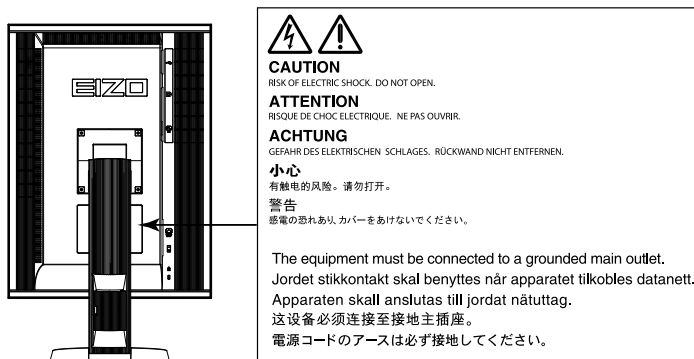 EIZO
CAUTION
RISK OF ELECTRIC SHOCK. DO NOT OPEN.
ATTENTION
RISQUE DE CHOC ELECTRIQUE. NE PAS OUVRIR.
ACHTUNG
GEFAHR DES ELEKTRISCHEN SCHLAGES. RÜCKWAND NICHT ENTFERNEN.
小心
有触电的风险。请勿打开。
警告
感電の恐れあり、カバーをあけないでください。
The equipment must be connected to a grounded main outlet.
Jordet stikkontakt skal benyttes når apparatet tilkobles datanett.
Apparaten skall anslutas till jordat nätuttag.
这设备必须连接至接地主插座。
電源コードのアースは必ず接地してください。